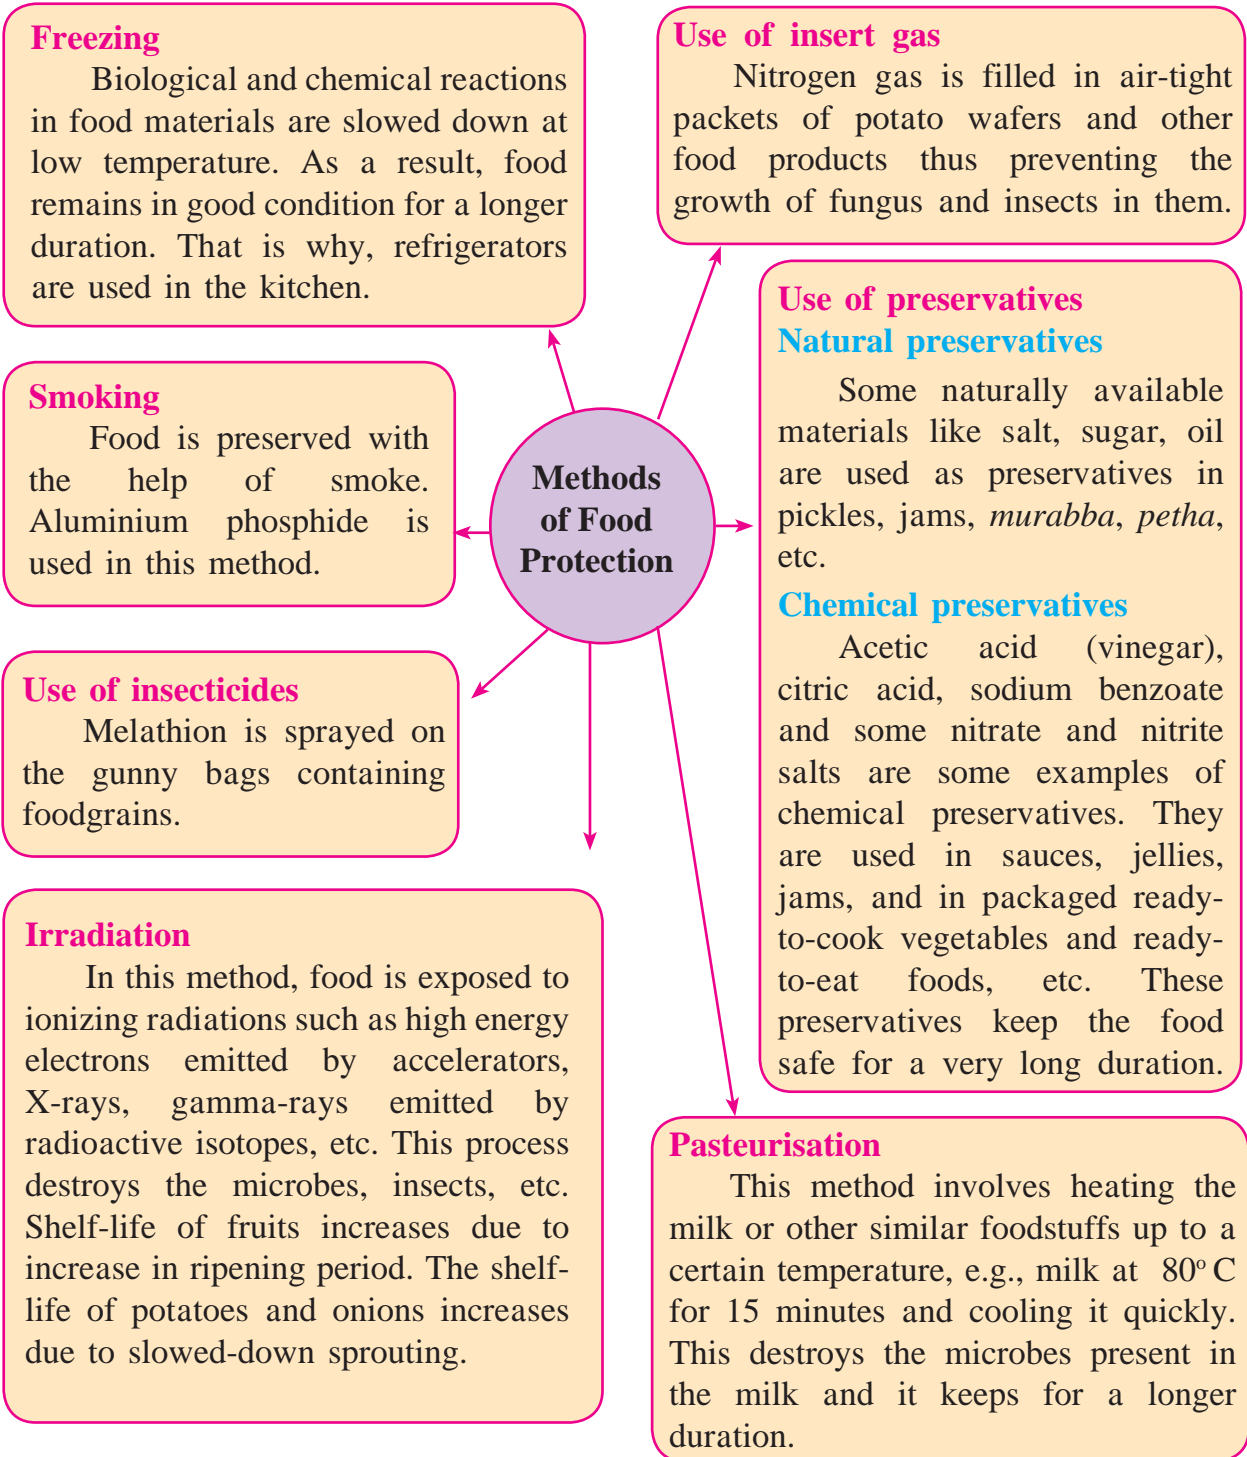 Freezing
Biological and chemical reactions
in food materials are slowed down at
low temperature. As a result, food
remains in good condition for a longer
duration. That is why, refrigerators
are used in the kitchen.
Use of insert gas
Nitrogen gas is filled in air-tight
packets of potato wafers and other
food products thus preventing the
growth of fungus and insects in them.
Smoking
Food is preserved with
the help of smoke.
Aluminium phosphide is
used in this method.
Methods
of Food
Protection
Use of preservatives
Natural preservatives
Some naturally available
materials like salt, sugar, oil
are used as preservatives in
pickles, jams, murabba, petha,
etc.
Chemical preservatives
Acetic acid (vinegar),
citric acid, sodium benzoate
and some nitrate and nitrite
salts are some examples of
chemical preservatives. They
are used in sauces, jellies,
jams, and in packaged ready-
to-cook vegetables and ready-
to-eat foods, etc. These
preservatives keep the food
safe for a very long duration.
Use of insecticides
Melathion is sprayed on
the gunny bags containing
foodgrains.
Irradiation
In this method, food is exposed to
ionizing radiations such as high energy
electrons emitted by accelerators,
X-rays, gamma-rays emitted by
radioactive isotopes, etc. This process
destroys the microbes, insects, etc.
Shelf-life of fruits increases due to
increase in ripening period. The shelf-
life of potatoes and onions increases
due to slowed-down sprouting.
Pasteurisation
This method involves heating the
milk or other similar foodstuffs up to a
certain temperature, e.g., milk at 80º C
for 15 minutes and cooling it quickly.
This destroys the microbes present in
the milk and it keeps for a longer
duration.